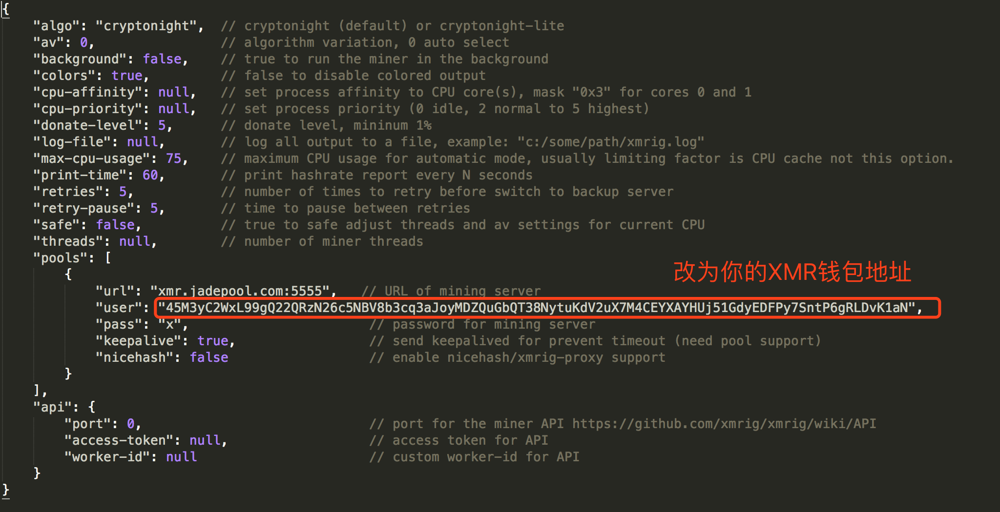 {
"algo": "cryptonight", // cryptonight (default) or cryptonight-lite
"av": 0, // algorithm variation, 0 auto select
"background": false, // true to run the miner in the background
"colors": true, // false to disable colored output
"cpu-affinity": null, // set process affinity to CPU core(s), mask "0x3" for cores 0 and 1
"cpu-priority": null, // set process priority (0 idle, 2 normal to 5 highest)
"donate-level": 5, // donate level, mininum 1%
"log-file": null, // log all output to a file, example: "c:/some/path/xmrig.log"
"max-cpu-usage": 75, // maximum CPU usage for automatic mode, usually limiting factor is CPU cache not this option.
"print-time": 60, // print hashrate report every N seconds
"retries": 5, // number of times to retry before switch to backup server
"retry-pause": 5, // time to pause between retries
"safe": false, // true to safe adjust threads and av settings for current CPU
"threads": null, // number of miner threads
"pools": [
{
改为你的XMR钱包地址
"url": "xmr.jadepool.com:5555", // URL of mining server
"user": "45M3yC2WxL99gQ22QRzN26c5NBV8b3cq3aJoyMDZQuGbQT38NytuKdV2uX7M4CEYXAYHUj51GdyEDFPy7SntP6gRLDvK1aN",
"pass": "x", // password for mining server
"keepalive": true, // send keepalived for prevent timeout (need pool support)
"nicehash": false // enable nicehash/xmrig-proxy support
}
],
"api": {
"port": 0, // port for the miner API https://github.com/xmrig/xmrig/wiki/API
"access-token": null, // access token for API
"worker-id": null // custom worker-id for API
}
}